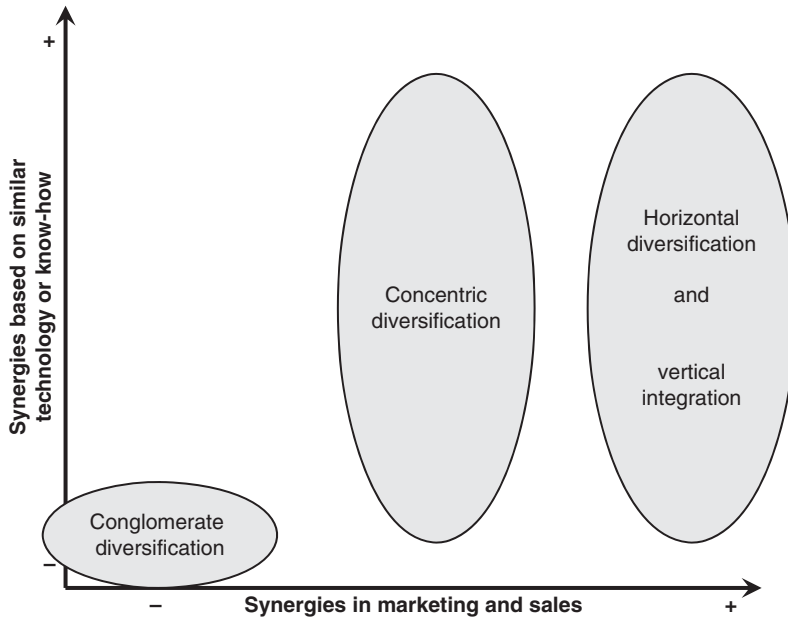 +
Synergies based on similar
technology or know-how
Horizontal
diversification
and
vertical
integration
Concentric
diversification
Conglomerate
diversification
–
–
Synergies in marketing and sales
+